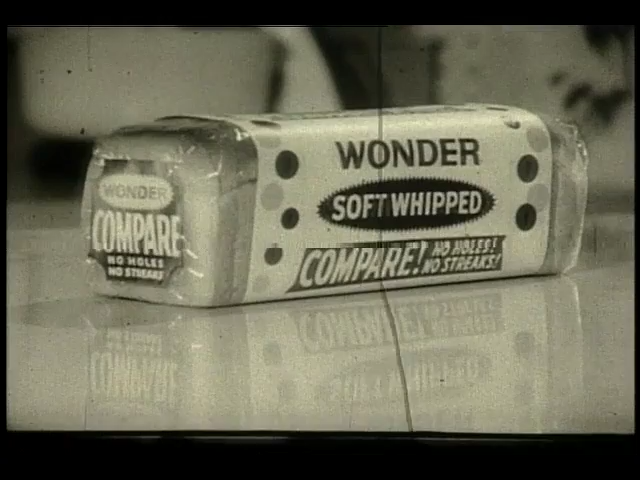 WONDER
COMPARE
NO HOLES
NO STREAKS
WONDER
SOFT WHIPPED
COMPARE! NO HOLES!
NO STREAKS!